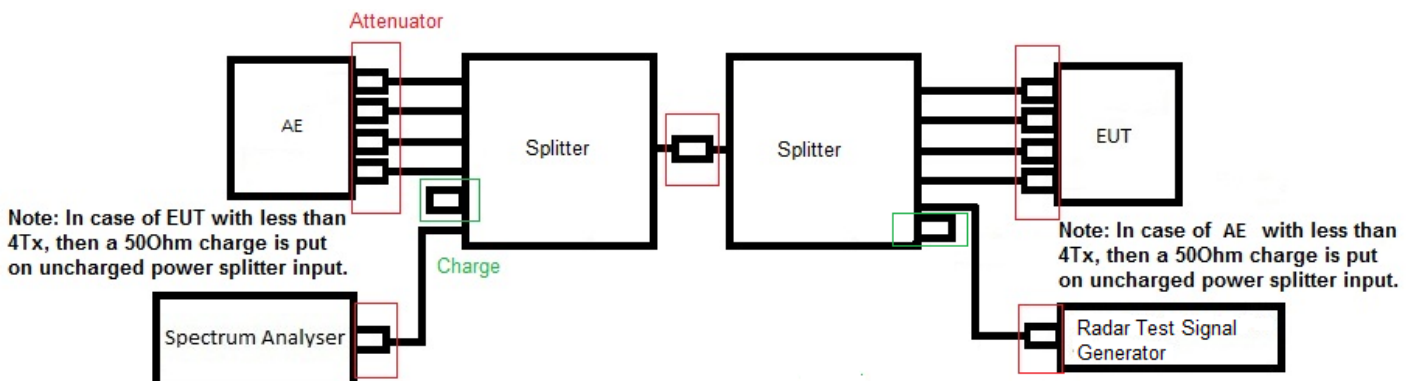 Attenuator
AE
Splitter
Splitter
EUT
Note: In case of EUT with less than
4Tx, then a 50Ohm charge is put
on uncharged power splitter input.
Charge
Note: In case of AE with less than
4Tx, then a 50Ohm charge is put
on uncharged power splitter input.
Spectrum Analyser
Radar Test Signal
Generator